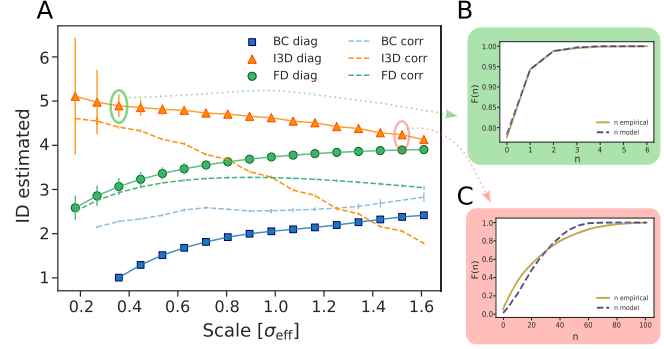 A
ID estimated
7
6
5
4
3
2
1
BC diag
I3D diag
FD diag
BC corr
I3D corr
FD corr
0.2 0.4 0.6 0.8 1.0 1.2 1.4 1.6
Scale [σeff]
B
F(n)
1.00
0.95
0.90
0.85
0.80
n empirical
n model
0 1 2 3 4 5 6
n
C
F(n)
1.0
0.8
0.6
0.4
0.2
0.0
n empirical
n model
0 20 40 60 80 100
n